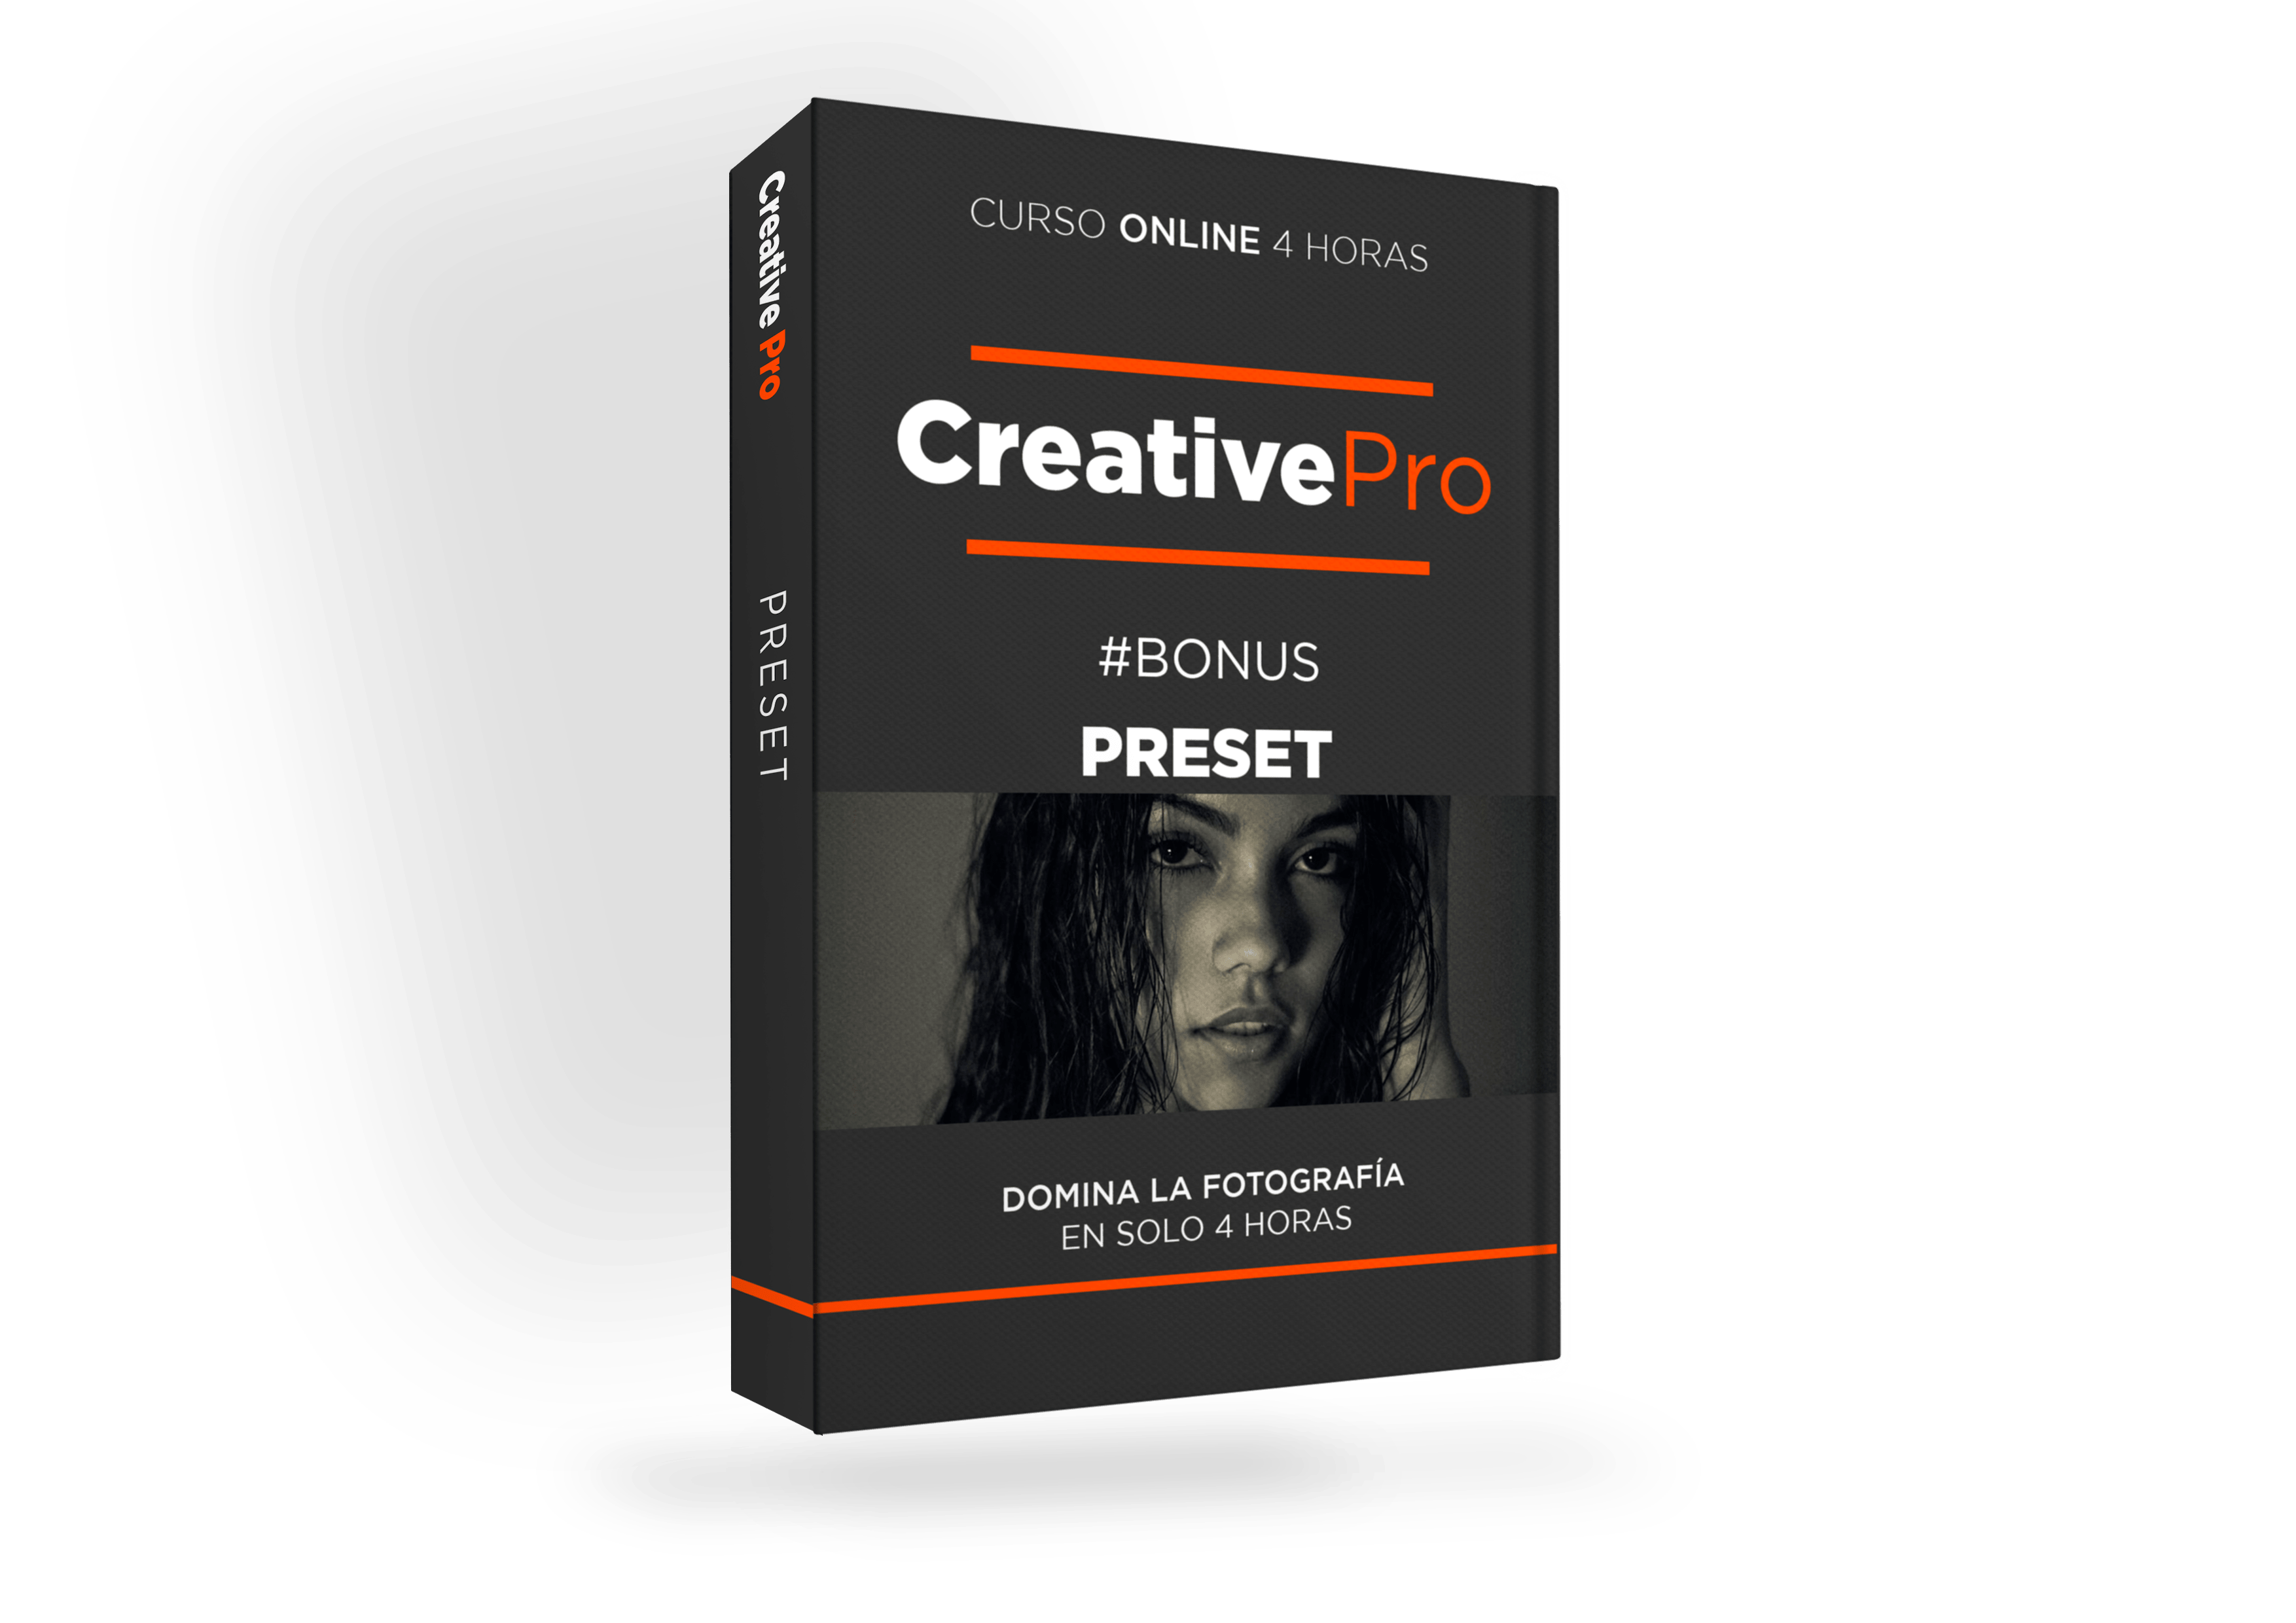 Creative Pro
PRESET
CURSO ONLINE 4 HORAS
CreativePro
#BONUS
PRESET
DOMINA LA FOTOGRAFÍA
EN SOLO 4 HORAS